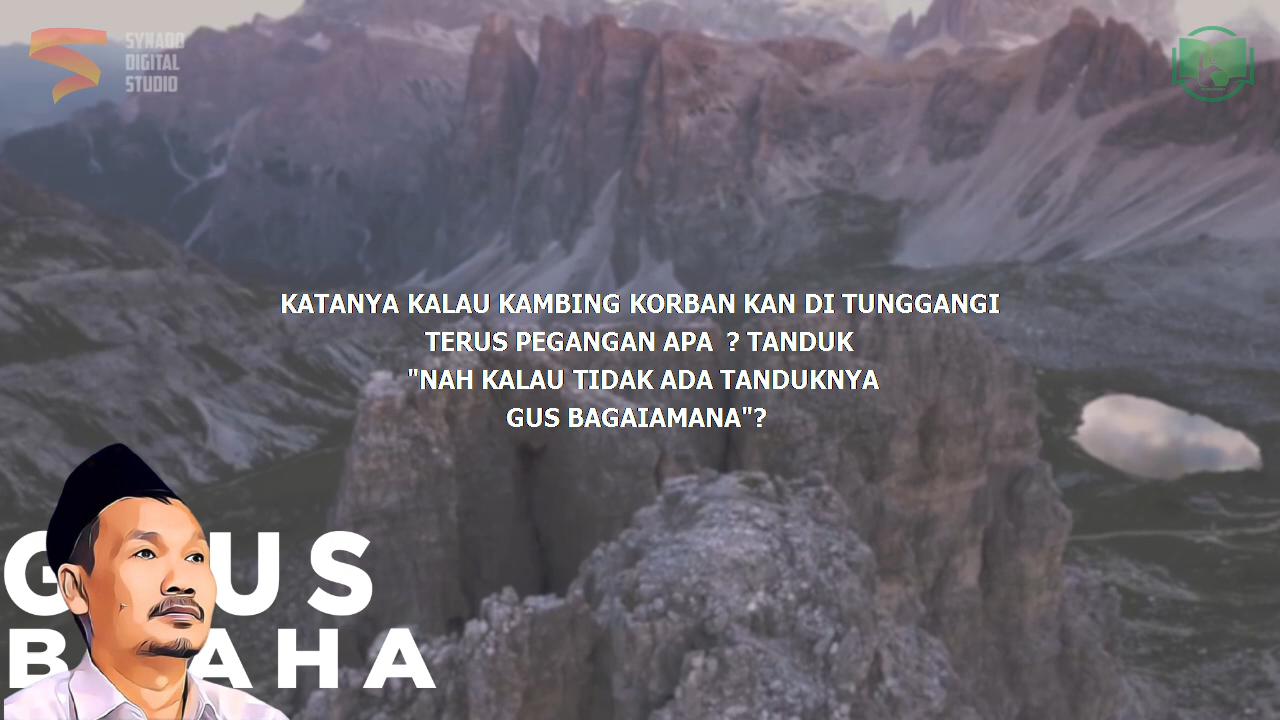 SYNADD
DIGITAL
STUDIO
KATANYA KALAU KAMBING KORBAN KAN DI TUNGGANGI
TERUS PEGANGAN APA  ? TANDUK
"NAH KALAU TIDAK ADA TANDUKNYA
GUS BAGAIAMANA"?
GUS
BAHA